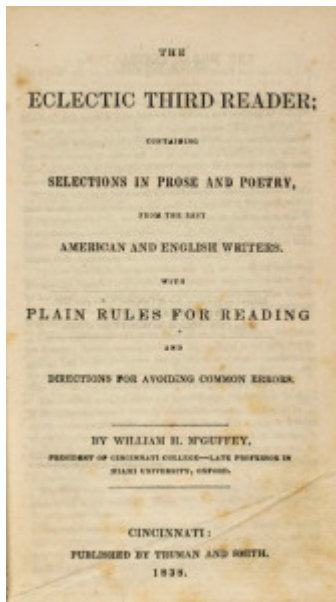 THE
ECLECTIC THIRD READER;
CONTAINING
SELECTIONS IN PROSE AND POETRY,
FROM THE BEST
AMERICAN AND ENGLISH WRITERS.
WITH
PLAIN RULES FOR READING
AND
DIRECTIONS FOR AVOIDING COMMON ERRORS.
BY WILLIAM H. M'GUFFEY,
PRESIDENT OF CINCINNATI COLLEGE—LATE PROFESSOR IN
MIAMI UNIVERSITY, OXFORD.
CINCINNATI:
PUBLISHED BY TRUMAN AND SMITH.
1838.